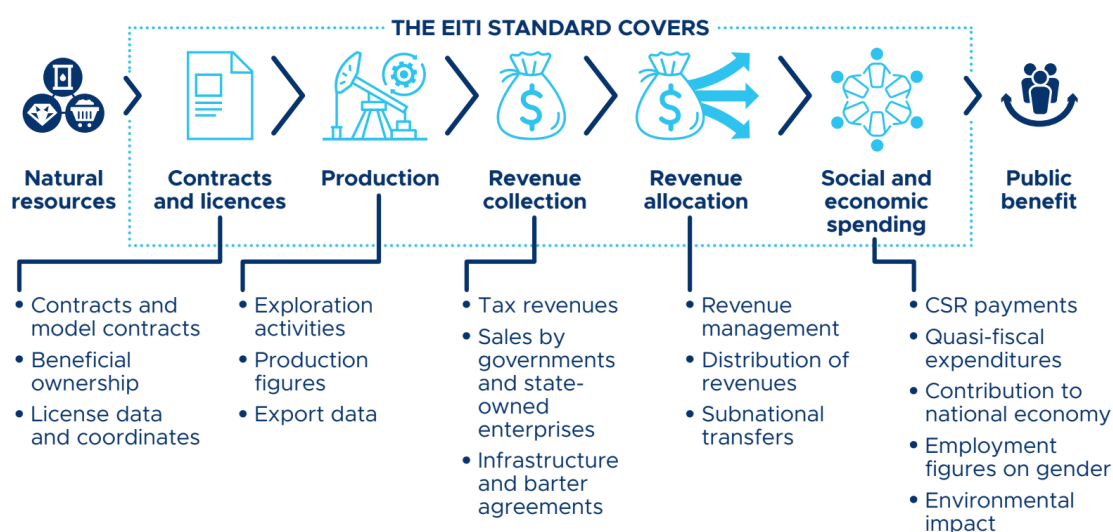 THE EITI STANDARD COVERS
$
$
Natural
resources
Contracts
and licences
Production
Revenue
collection
Revenue
allocation
Social and
economic
spending
Public
benefit
• Contracts and
model contracts
• Beneficial
ownership
• License data
and coordinates
• Exploration
activities
• Production
figures
• Export data
• Tax revenues
• Sales by
governments
and state-
owned
enterprises
• Infrastructure
and barter
agreements
• Revenue
management
• Distribution of
revenues
• Subnational
transfers
• CSR payments
• Quasi-fiscal
expenditures
• Contribution to
national economy
• Employment
figures on gender
• Environmental
impact